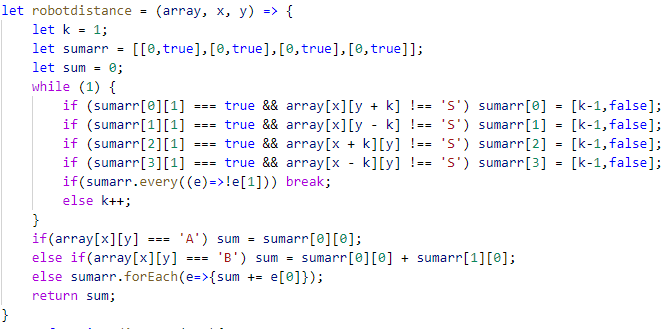 let robotdistance = (array, x, y) => {
    let k = 1;
    let sumarr = [[0,true],[0,true],[0,true],[0,true]];
    let sum = 0;
    while (1) {
        if (sumarr[0][1] === true && array[x][y + k] !== 'S') sumarr[0] = [k-1,false];
        if (sumarr[1][1] === true && array[x][y - k] !== 'S') sumarr[1] = [k-1,false];
        if (sumarr[2][1] === true && array[x + k][y] !== 'S') sumarr[2] = [k-1,false];
        if (sumarr[3][1] === true && array[x - k][y] !== 'S') sumarr[3] = [k-1,false];
        if(sumarr.every((e)=>!e[1])) break;
        else k++;
    }
    if(array[x][y] === 'A') sum = sumarr[0][0];
    else if(array[x][y] === 'B') sum = sumarr[0][0] + sumarr[1][0];
    else sumarr.forEach(e=>{sum += e[0]});
    return sum;
}